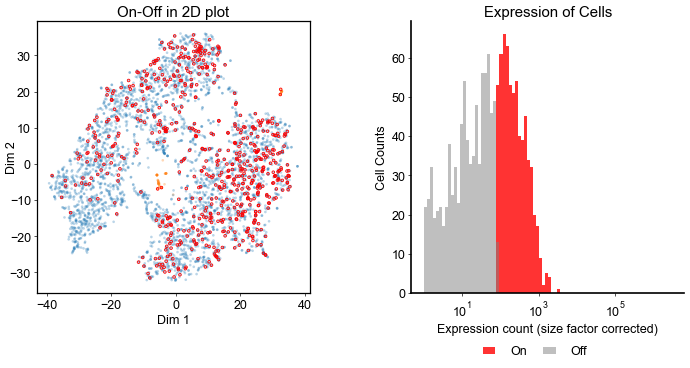 On-Off in 2D plot
30
20
10
0
−10
−20
−30
Dim 2
−40
−20
0
20
40
Dim 1
Expression of Cells
60
50
40
30
20
10
0
Cell Counts
10^1
10^3
10^5
Expression count (size factor corrected)
On
Off